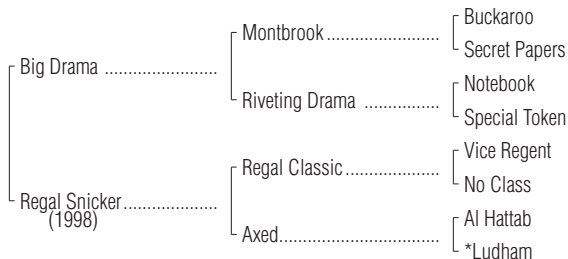 Buckaroo
Montbrook
Secret Papers
Big Drama
Notebook
Riveting Drama
Special Token
Vice Regent
Regal Classic
No Class
Regal Snicker
(1998)
Al Hattab
Axed
*Ludham